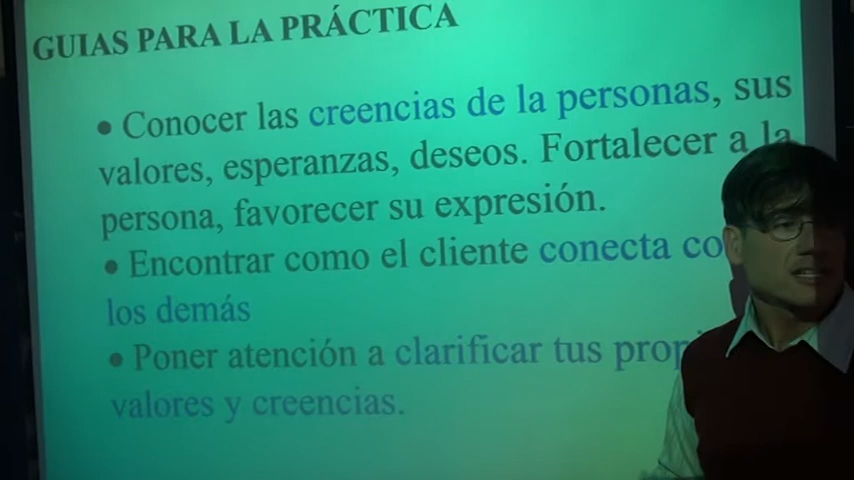 GUIAS PARA LA PRÁCTICA
• Conocer las creencias de la personas, sus
valores, esperanzas, deseos. Fortalecer a la
persona, favorecer su expresión.
• Encontrar como el cliente conecta co
los demás
• Poner atención a clarificar tus propi
valores y creencias.